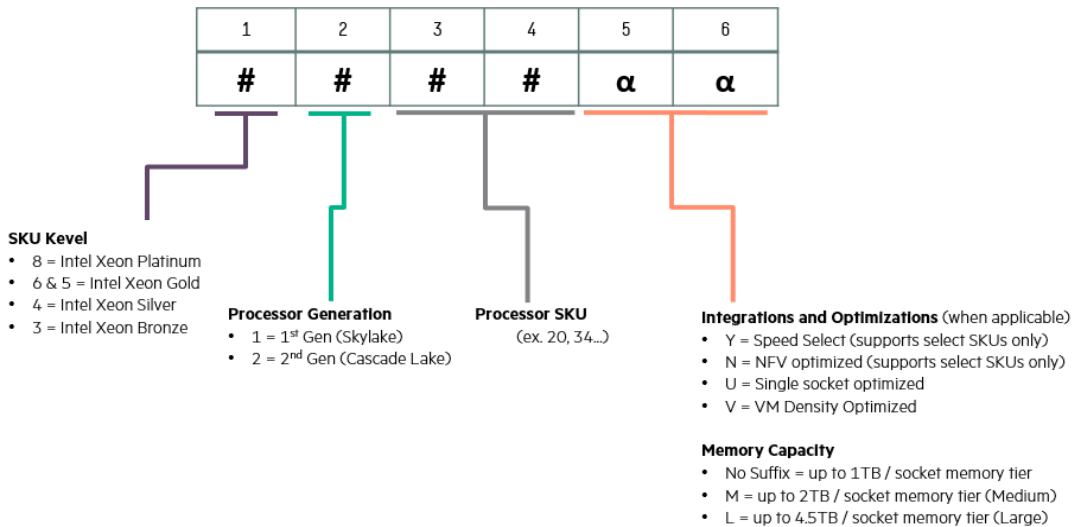 1 2 3 4 5 6
# # # # α α
SKU Kevel
• 8 = Intel Xeon Platinum
• 6 & 5 = Intel Xeon Gold
• 4 = Intel Xeon Silver
• 3 = Intel Xeon Bronze
Processor Generation
• 1 = 1st Gen (Skylake)
• 2 = 2nd Gen (Cascade Lake)
Processor SKU
(ex. 20, 34...)
Integrations and Optimizations (when applicable)
• Y = Speed Select (supports select SKUs only)
• N = NFV optimized (supports select SKUs only)
• U = Single socket optimized
• V = VM Density Optimized
Memory Capacity
• No Suffix = up to 1TB / socket memory tier
• M = up to 2TB / socket memory tier (Medium)
• L = up to 4.5TB / socket memory tier (Large)